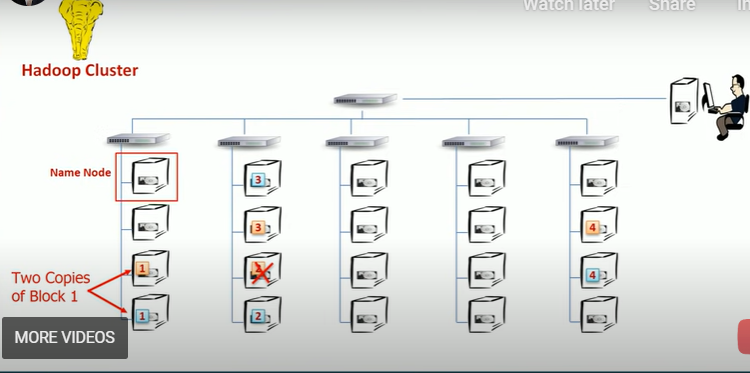 Watch later
Share
Hadoop Cluster
Name Node
3
3
4
1
4
Two Copies
of Block 1
1
2
MORE VIDEOS